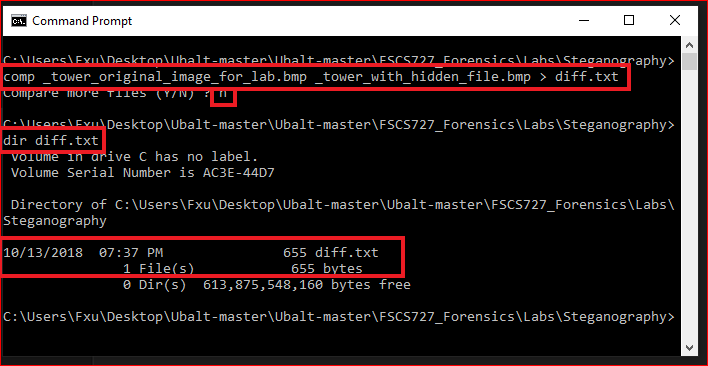 Command Prompt
C:\Users\Fxu\Desktop\Ubalt-master\Ubalt-master\FSCS727_Forensics\Labs\Steganography>
comp _tower_original_image_for_lab.bmp _tower_with_hidden_file.bmp > diff.txt
Compare more files (Y/N) ? n
C:\Users\Fxu\Desktop\Ubalt-master\Ubalt-master\FSCS727_Forensics\Labs\Steganography>
dir diff.txt
Volume in drive C has no label.
Volume Serial Number is AC3E-44D7
Directory of C:\Users\Fxu\Desktop\Ubalt-master\Ubalt-master\FSCS727_Forensics\Labs\
Steganography
10/13/2018  07:37 PM               655 diff.txt
1 File(s)            655 bytes
0 Dir(s)  613,875,548,160 bytes free
C:\Users\Fxu\Desktop\Ubalt-master\Ubalt-master\FSCS727_Forensics\Labs\Steganography>